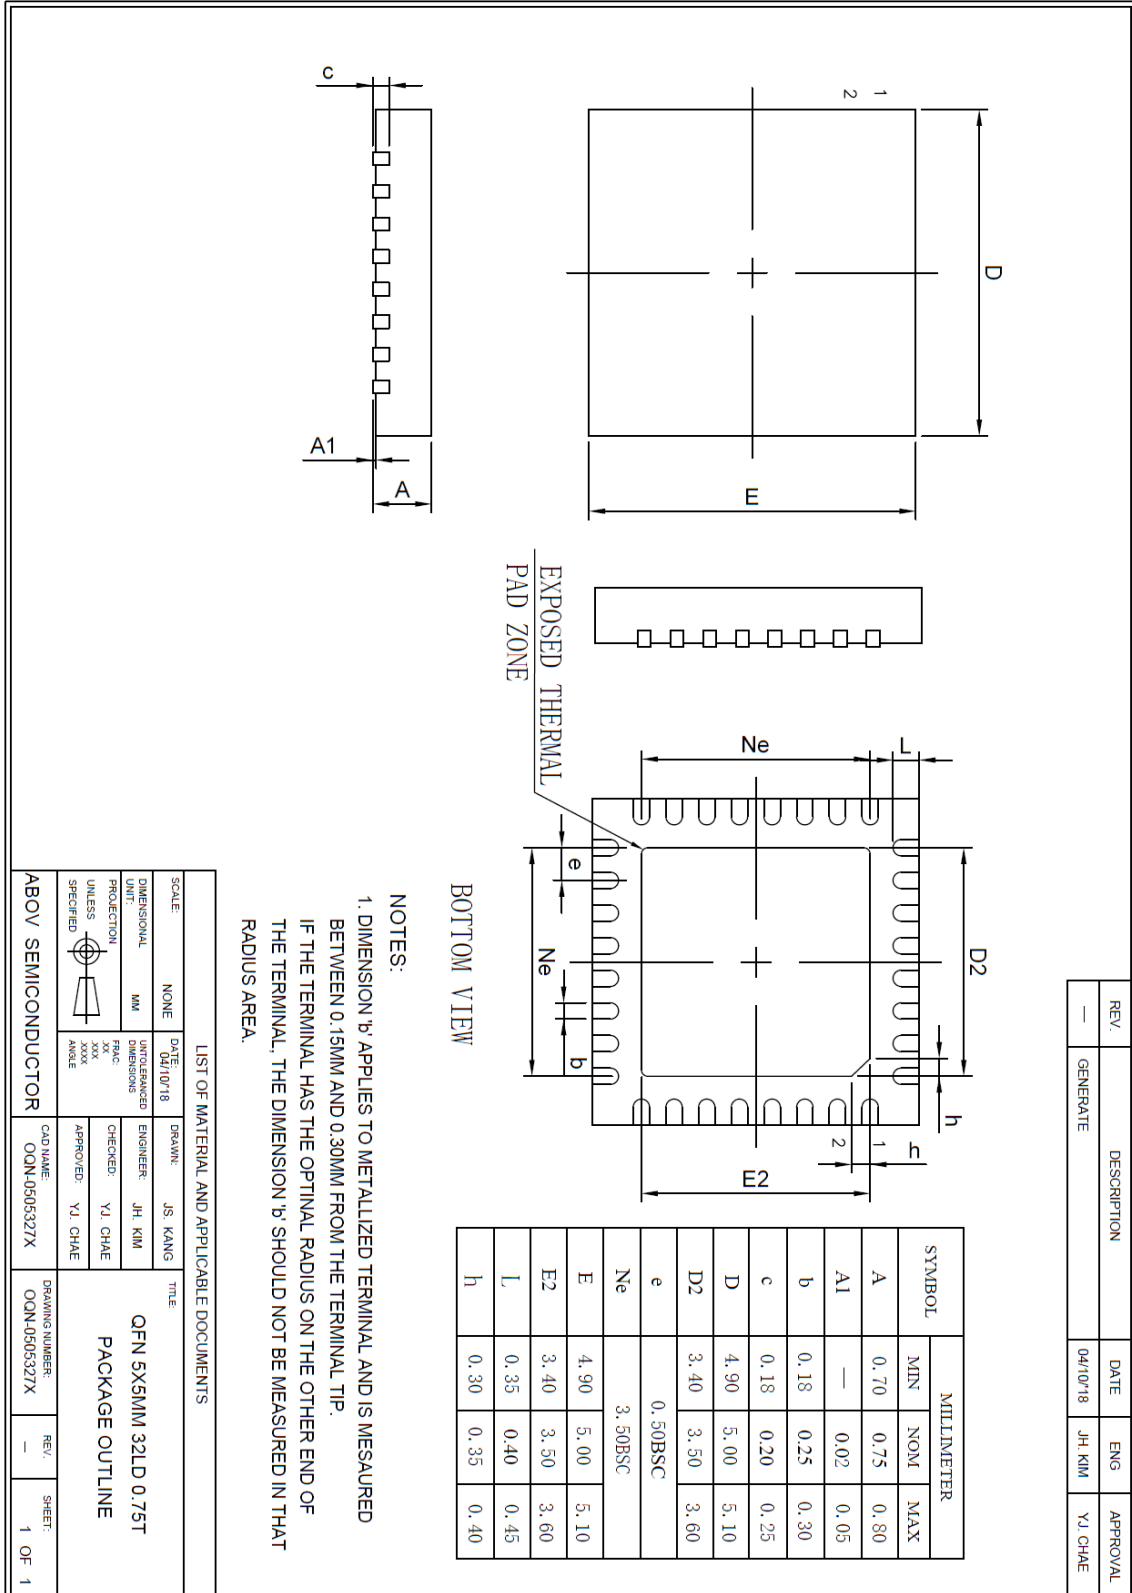 REV. DESCRIPTION DATE ENG APPROVAL
— GENERATE 04/10/'18 JH. KIM YJ. CHAE
D
1
2
E
c
A1
A
EXPOSED THERMAL
PAD ZONE
D2
L
Ne
e
Ne
b
h
h
1
2
E2
BOTTOM VIEW
SYMBOL MILLIMETER
MIN NOM MAX
A 0.70 0.75 0.80
A1 — 0.02 0.05
b 0.18 0.25 0.30
c 0.18 0.20 0.25
D 4.90 5.00 5.10
D2 3.40 3.50 3.60
e 0.50BSC
Ne 3.50BSC
E 4.90 5.00 5.10
E2 3.40 3.50 3.60
L 0.35 0.40 0.45
h 0.30 0.35 0.40
NOTES:
1. DIMENSION 'b' APPLIES TO METALLIZED TERMINAL AND IS MESAURED
BETWEEN 0.15MM AND 0.30MM FROM THE TERMINAL TIP.
IF THE TERMINAL HAS THE OPTINAL RADIUS ON THE OTHER END OF
THE TERMINAL, THE DIMENSION 'b' SHOULD NOT BE MEASURED IN THAT
RADIUS AREA.
LIST OF MATERIAL AND APPLICABLE DOCUMENTS
SCALE: NONE
DATE: 04/10/'18
DRAWN: JS. KANG
TITLE:
QFN 5X5MM 32LD 0.75T
PACKAGE OUTLINE
DIMENSIONAL
UNIT: MM
UNTOLERANCED
DIMENSIONS
FRAC:
.XX
.XXX
.XXXX
ANGLE
ENGINEER: JH. KIM
PROJECTION
UNLESS
SPECIFIED
CHECKED: YJ. CHAE
APPROVED: YJ. CHAE
ABOV SEMICONDUCTOR
CAD NAME:
OQN-0505327X
DRAWING NUMBER:
OQN-0505327X
REV.
—
SHEET:
1 OF 1